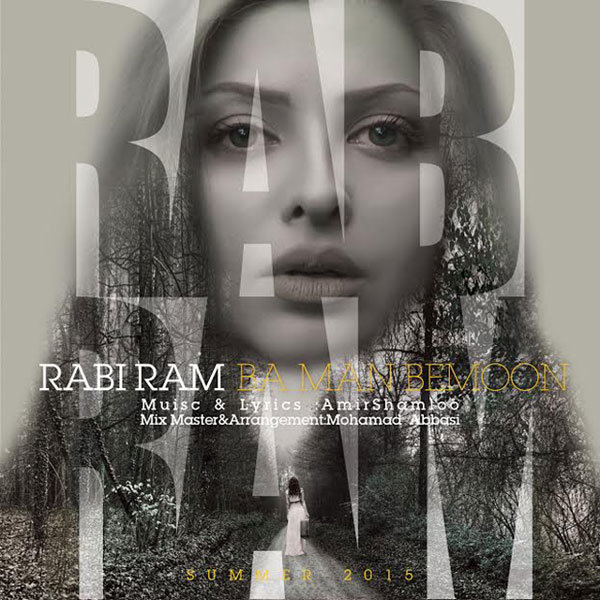 RABI
RAM
RABI RAM BA MAN BEMOON
Muisc & Lyrics :AmirShamloo
Mix Master&Arrangement:Mohamad Abbasi
SUMMER 2015